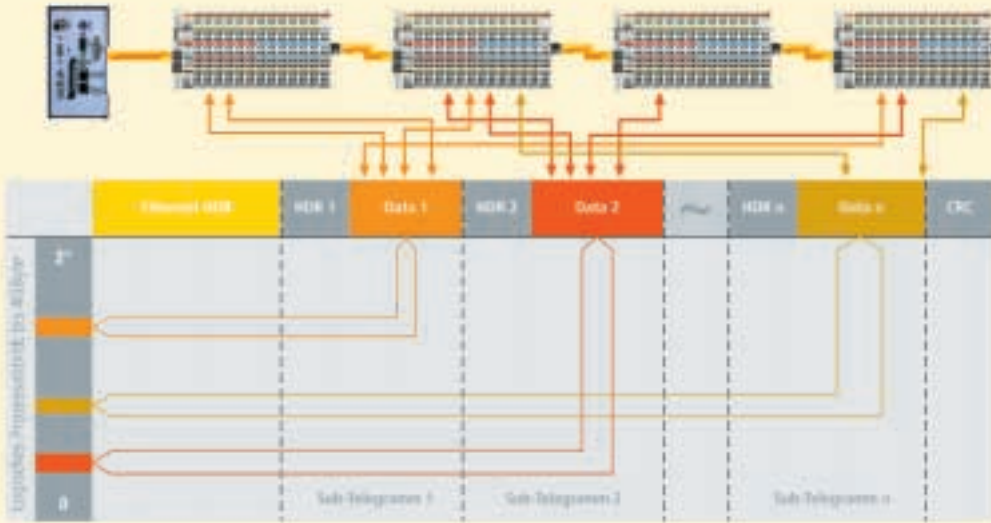 Ethernet HDR
HDR 1
Data 1
HDR 2
Data 2
HDR n
Data n
CRC
0
Sub-Telegramm 1
Sub-Telegramm 2
Sub-Telegramm n